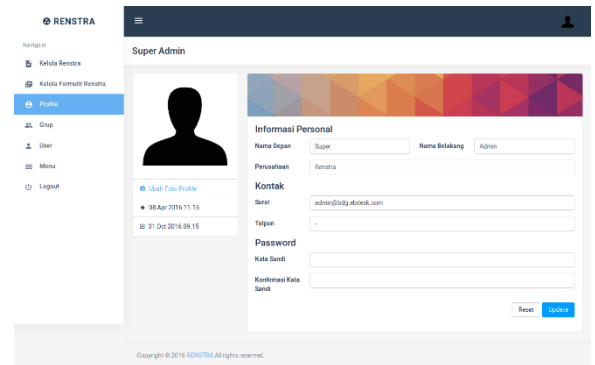 RENSTRA
Navigasi
Kelola Renstra
Kelola Formulir Renstra
Profile
Grup
User
Menu
Logout
Super Admin
Ubah Foto Profile
08 Apr 2016 11.15
31 Oct 2016 09.15
Informasi Personal
Nama Depan Super Nama Belakang Admin
Perusahaan Renstra
Kontak
Surel admin@bdg.ebdesk.com
Telpon -
Password
Kata Sandi
Konfirmasi Kata
Sandi
Reset Update
Copyright © 2016 RENSTRA All rights reserved.